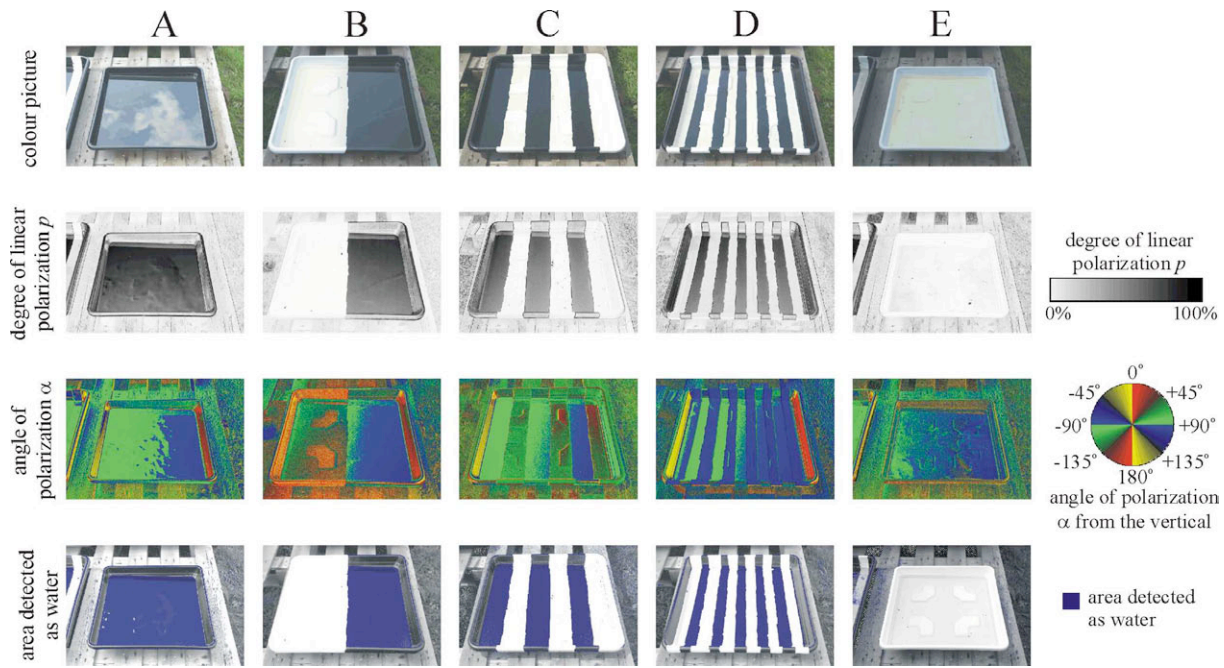 A B C D E
colour picture
degree of linear
polarization p
degree of linear
polarization p
0% 100%
angle of
polarization α
0°
-45° +45°
-90° +90°
-135° +135°
180°
angle of polarization
α from the vertical
area detected
as water
area detected
as water